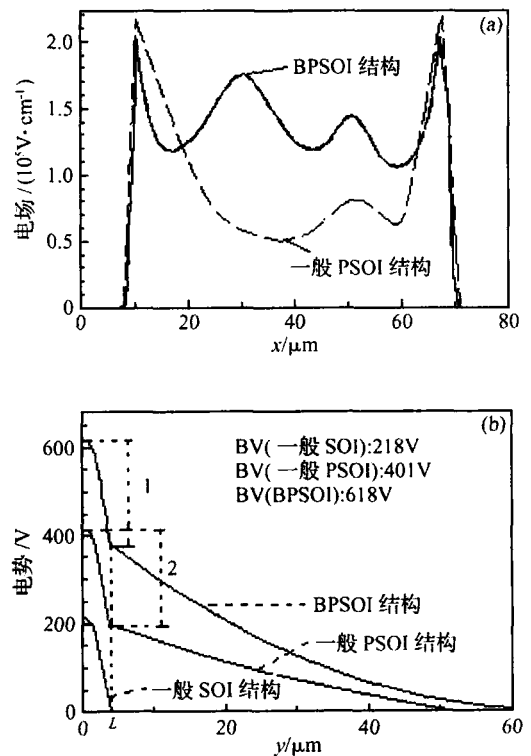 (a)
BPSOI 结构
一般 PSOI 结构
电场 / (10⁵V·cm⁻¹)
2.0
1.5
1.0
0.5
0
0 20 40 60 80
x/μm
(b)
BV( 一般 SOI):218V
BV( 一般 PSOI):401V
BV(BPSOI):618V
1
2
BPSOI 结构
一般 PSOI 结构
一般 SOI 结构
电势 /V
600
400
200
0
0 20 40 60
y/μm